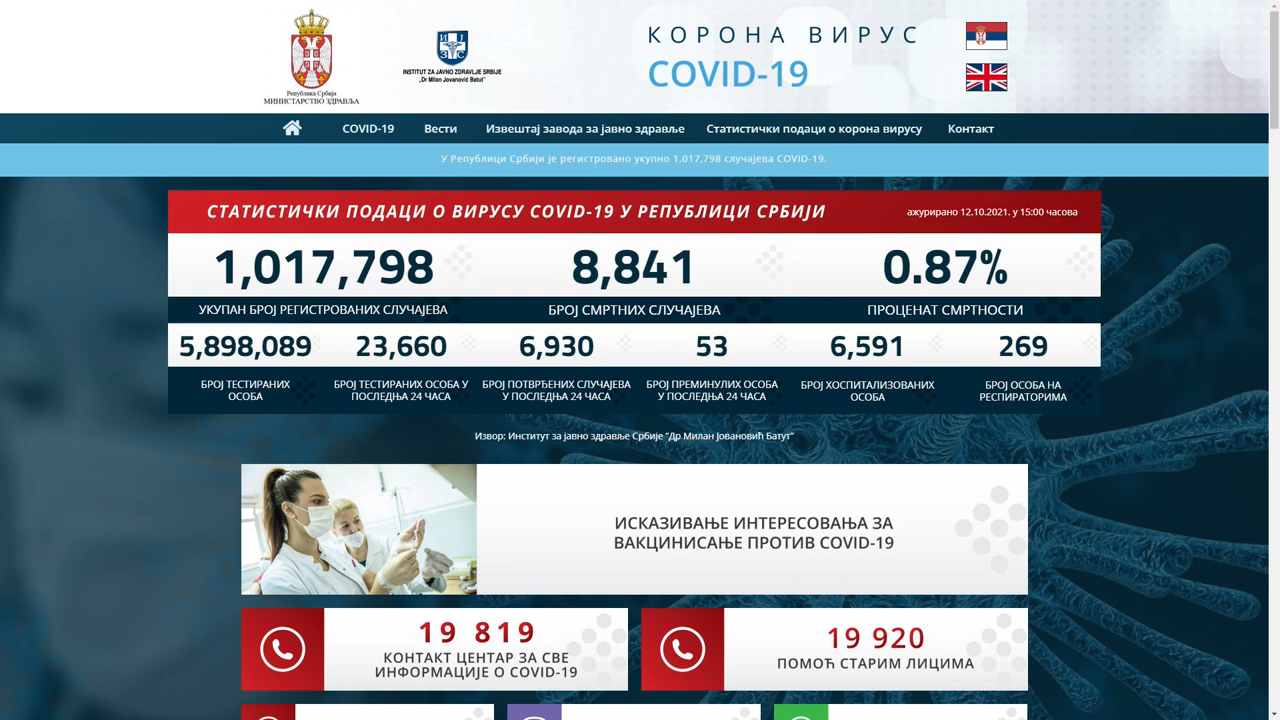 Република Србија
МИНИСТАРСТВО ЗДРАВЉА
И Ј
З С
INSTITUT ZA JAVNO ZDRAVLJE SRBIJE
„Dr Milan Jovanović Batut"
КОРОНА ВИРУС
COVID-19
COVID-19 Вести Извештај завода за јавно здравље Статистички подаци о корона вирусу Контакт
У Републици Србији је регистровано укупно 1,017,798 случајева COVID-19.
СТАТИСТИЧКИ ПОДАЦИ О ВИРУСУ COVID-19 У РЕПУБЛИЦИ СРБИЈИ
ажурирано 12.10.2021. у 15:00 часова
1,017,798 8,841 0.87%
УКУПАН БРОЈ РЕГИСТРОВАНИХ СЛУЧАЈЕВА БРОЈ СМРТНИХ СЛУЧАЈЕВА ПРОЦЕНАТ СМРТНОСТИ
5,898,089 23,660 6,930 53 6,591 269
БРОЈ ТЕСТИРАНИХ
ОСОБА
БРОЈ ТЕСТИРАНИХ ОСОБА У
ПОСЛЕДЊА 24 ЧАСА
БРОЈ ПОТВРЂЕНИХ СЛУЧАЈЕВА
У ПОСЛЕДЊА 24 ЧАСА
БРОЈ ПРЕМИНУЛИХ ОСОБА
У ПОСЛЕДЊА 24 ЧАСА
БРОЈ ХОСПИТАЛИЗОВАНИХ
ОСОБА
БРОЈ ОСОБА НА
РЕСПИРАТОРИМА
Извор: Институт за јавно здравље Србије "Др Милан Јовановић Батут"
ИСКАЗИВАЊЕ ИНТЕРЕСОВАЊА ЗА
ВАКЦИНИСАЊЕ ПРОТИВ COVID-19
19 819
КОНТАКТ ЦЕНТАР ЗА СВЕ
ИНФОРМАЦИЈЕ О COVID-19
19 920
ПОМОЋ СТАРИМ ЛИЦИМА